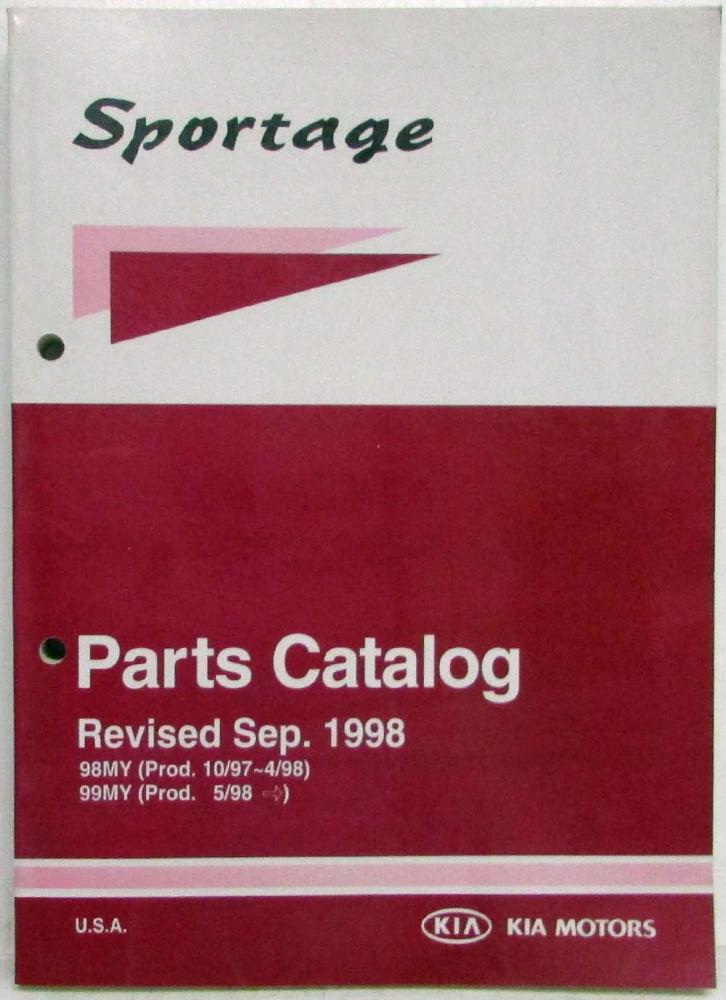 Sportage
Parts Catalog
Revised Sep. 1998
98MY (Prod. 10/97~4/98)
99MY (Prod. 5/98 ⇨)
U.S.A.
KIA KIA MOTORS